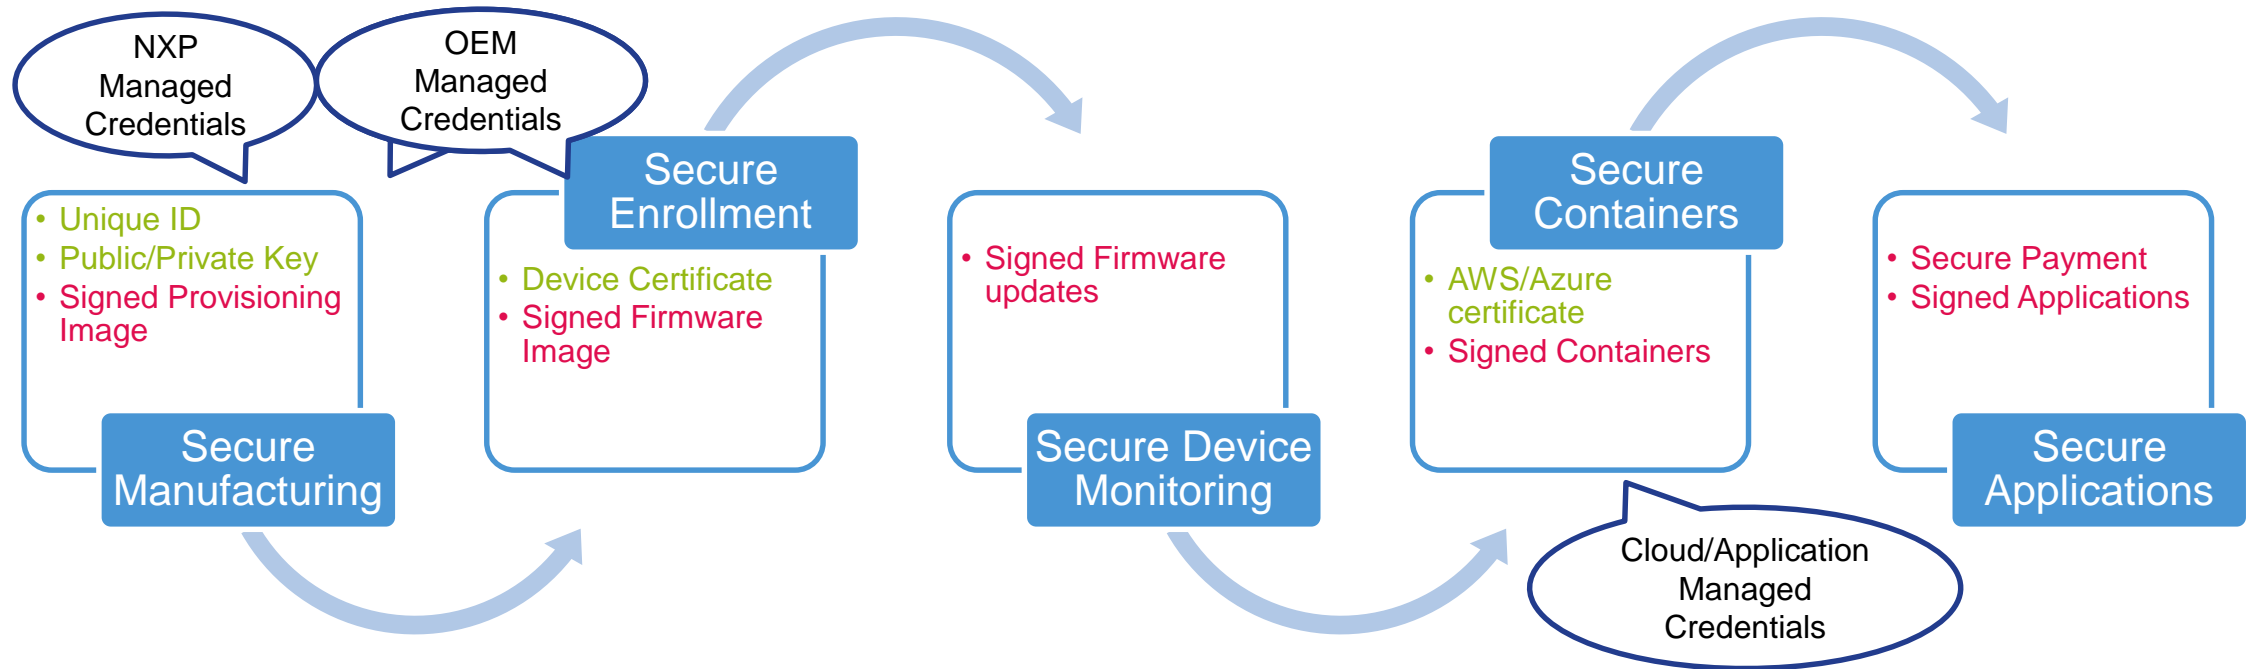 NXP
Managed
Credentials
OEM
Managed
Credentials
• Unique ID
• Public/Private Key
• Signed Provisioning
Image
Secure
Manufacturing
Secure
Enrollment
• Device Certificate
• Signed Firmware
Image
• Signed Firmware
updates
Secure Device
Monitoring
Secure
Containers
• AWS/Azure
certificate
• Signed Containers
Cloud/Application
Managed
Credentials
• Secure Payment
• Signed Applications
Secure
Applications